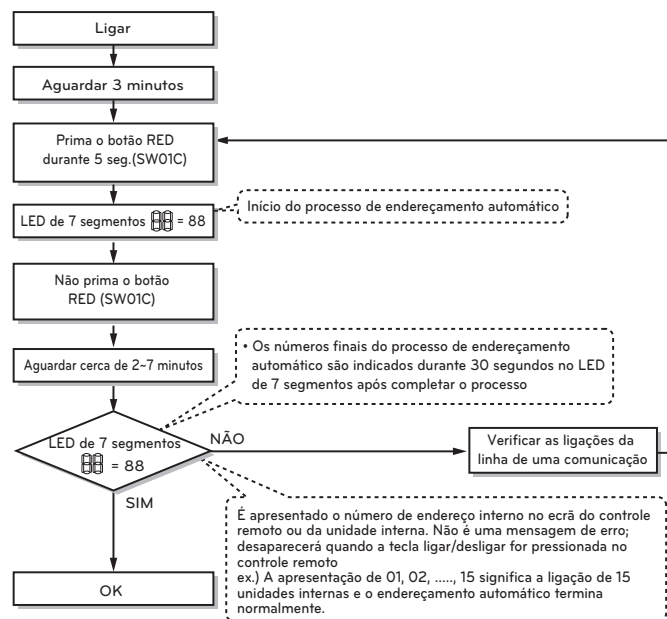 Ligar
Aguardar 3 minutos
Prima o botão RED
durante 5 seg.(SW01C)
LED de 7 segmentos 88 = 88
Início do processo de endereçamento automático
Não prima o botão
RED (SW01C)
Aguardar cerca de 2~7 minutos
• Os números finais do processo de endereçamento
automático são indicados durante 30 segundos no LED
de 7 segmentos após completar o processo
LED de 7 segmentos
88 = 88
NÃO
Verificar as ligações da
linha de uma comunicação
SIM
É apresentado o número de endereço interno no ecrã do controle
remoto ou da unidade interna. Não é uma mensagem de erro;
desaparecerá quando a tecla ligar/desligar for pressionada no
controle remoto
ex.) A apresentação de 01, 02, ....., 15 significa a ligação de 15
unidades internas e o endereçamento automático termina
normalmente.
OK